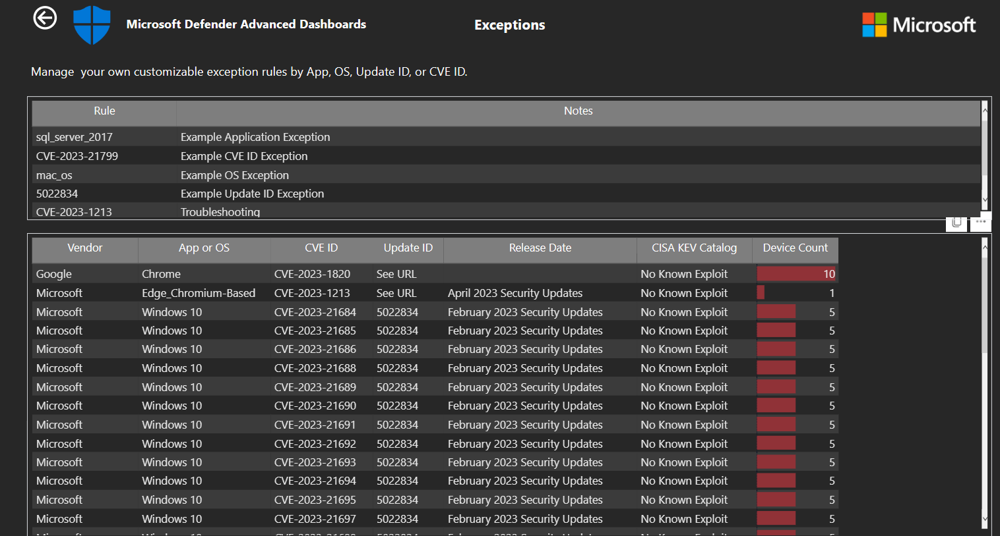 Microsoft Defender Advanced Dashboards
Exceptions
Microsoft
Manage  your own customizable exception rules by App, OS, Update ID, or CVE ID.
Rule Notes
sql_server_2017 Example Application Exception
CVE-2023-21799 Example CVE ID Exception
mac_os Example OS Exception
5022834 Example Update ID Exception
CVE-2023-1213 Troubleshooting
Vendor App or OS CVE ID Update ID Release Date CISA KEV Catalog Device Count
Google Chrome CVE-2023-1820 See URL No Known Exploit 10
Microsoft Edge_Chromium-Based CVE-2023-1213 See URL April 2023 Security Updates No Known Exploit 1
Microsoft Windows 10 CVE-2023-21684 5022834 February 2023 Security Updates No Known Exploit 5
Microsoft Windows 10 CVE-2023-21685 5022834 February 2023 Security Updates No Known Exploit 5
Microsoft Windows 10 CVE-2023-21686 5022834 February 2023 Security Updates No Known Exploit 5
Microsoft Windows 10 CVE-2023-21688 5022834 February 2023 Security Updates No Known Exploit 5
Microsoft Windows 10 CVE-2023-21689 5022834 February 2023 Security Updates No Known Exploit 5
Microsoft Windows 10 CVE-2023-21690 5022834 February 2023 Security Updates No Known Exploit 5
Microsoft Windows 10 CVE-2023-21691 5022834 February 2023 Security Updates No Known Exploit 5
Microsoft Windows 10 CVE-2023-21692 5022834 February 2023 Security Updates No Known Exploit 5
Microsoft Windows 10 CVE-2023-21693 5022834 February 2023 Security Updates No Known Exploit 5
Microsoft Windows 10 CVE-2023-21694 5022834 February 2023 Security Updates No Known Exploit 5
Microsoft Windows 10 CVE-2023-21695 5022834 February 2023 Security Updates No Known Exploit 5
Microsoft Windows 10 CVE-2023-21697 5022834 February 2023 Security Updates No Known Exploit 5